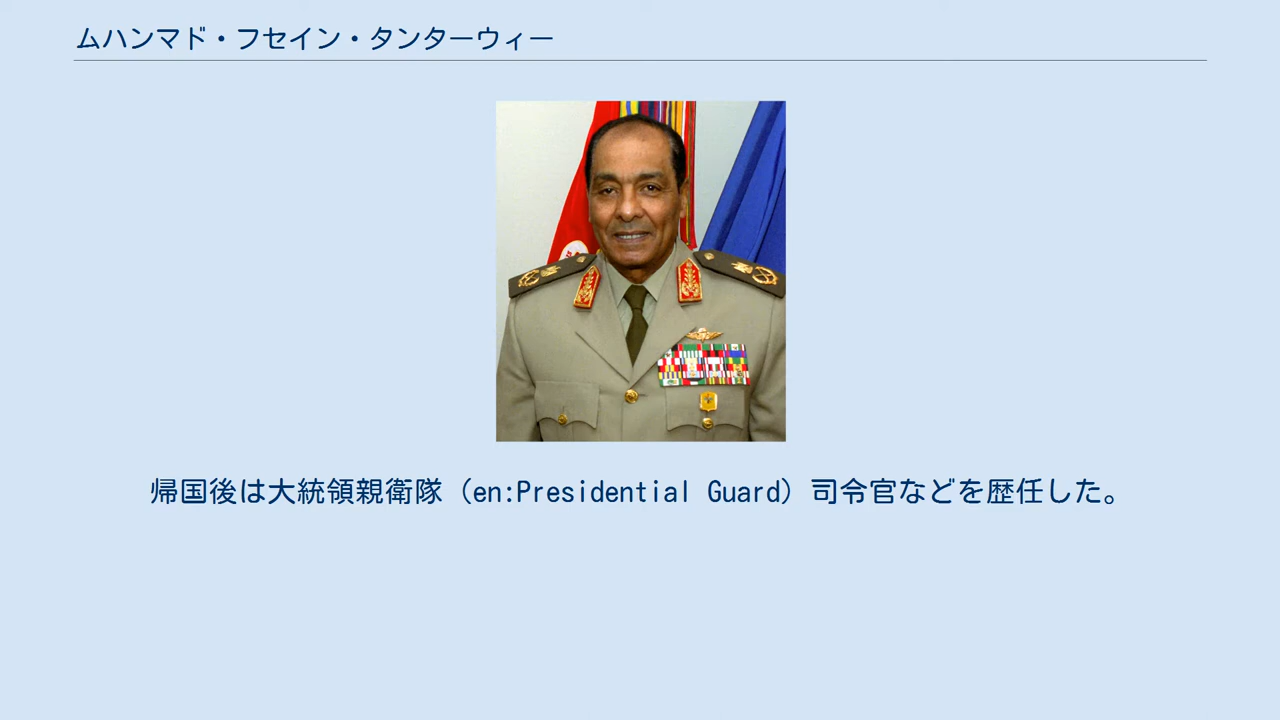 ムハンマド・フセイン・タンターウィー
帰国後は大統領親衛隊（en:Presidential Guard）司令官などを歴任した。